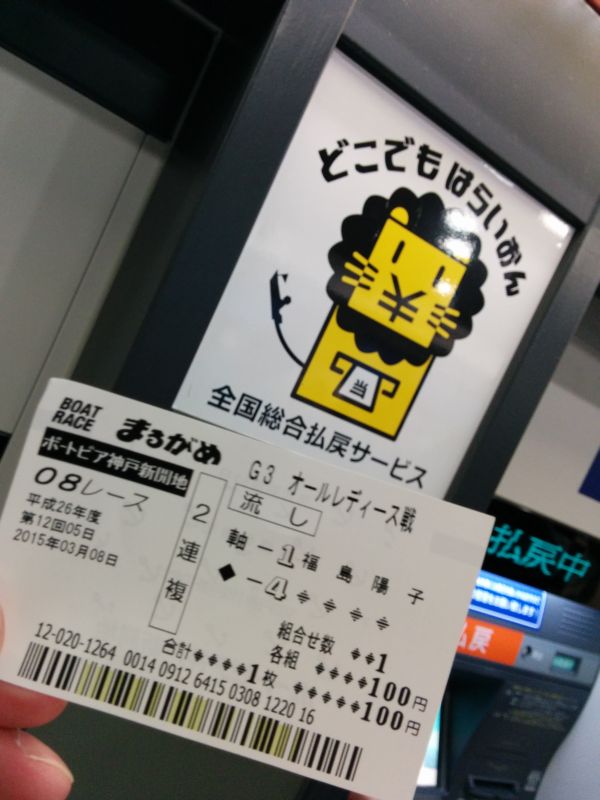 どこでもはらいおん
当
全国総合払戻サービス
BOAT RACE
まるがめ
G3 オールレディース戦
ボートピア神戸新開地
08レース
平成26年度
第12回05日
2015年03月08日
2連複
流し
軸－1福島陽子
◆－4
組合せ数 1
各組 100円
合計 1枚 100円
12-020-1264 0014 0912 6415 0308 1220 16
払戻中
払戻